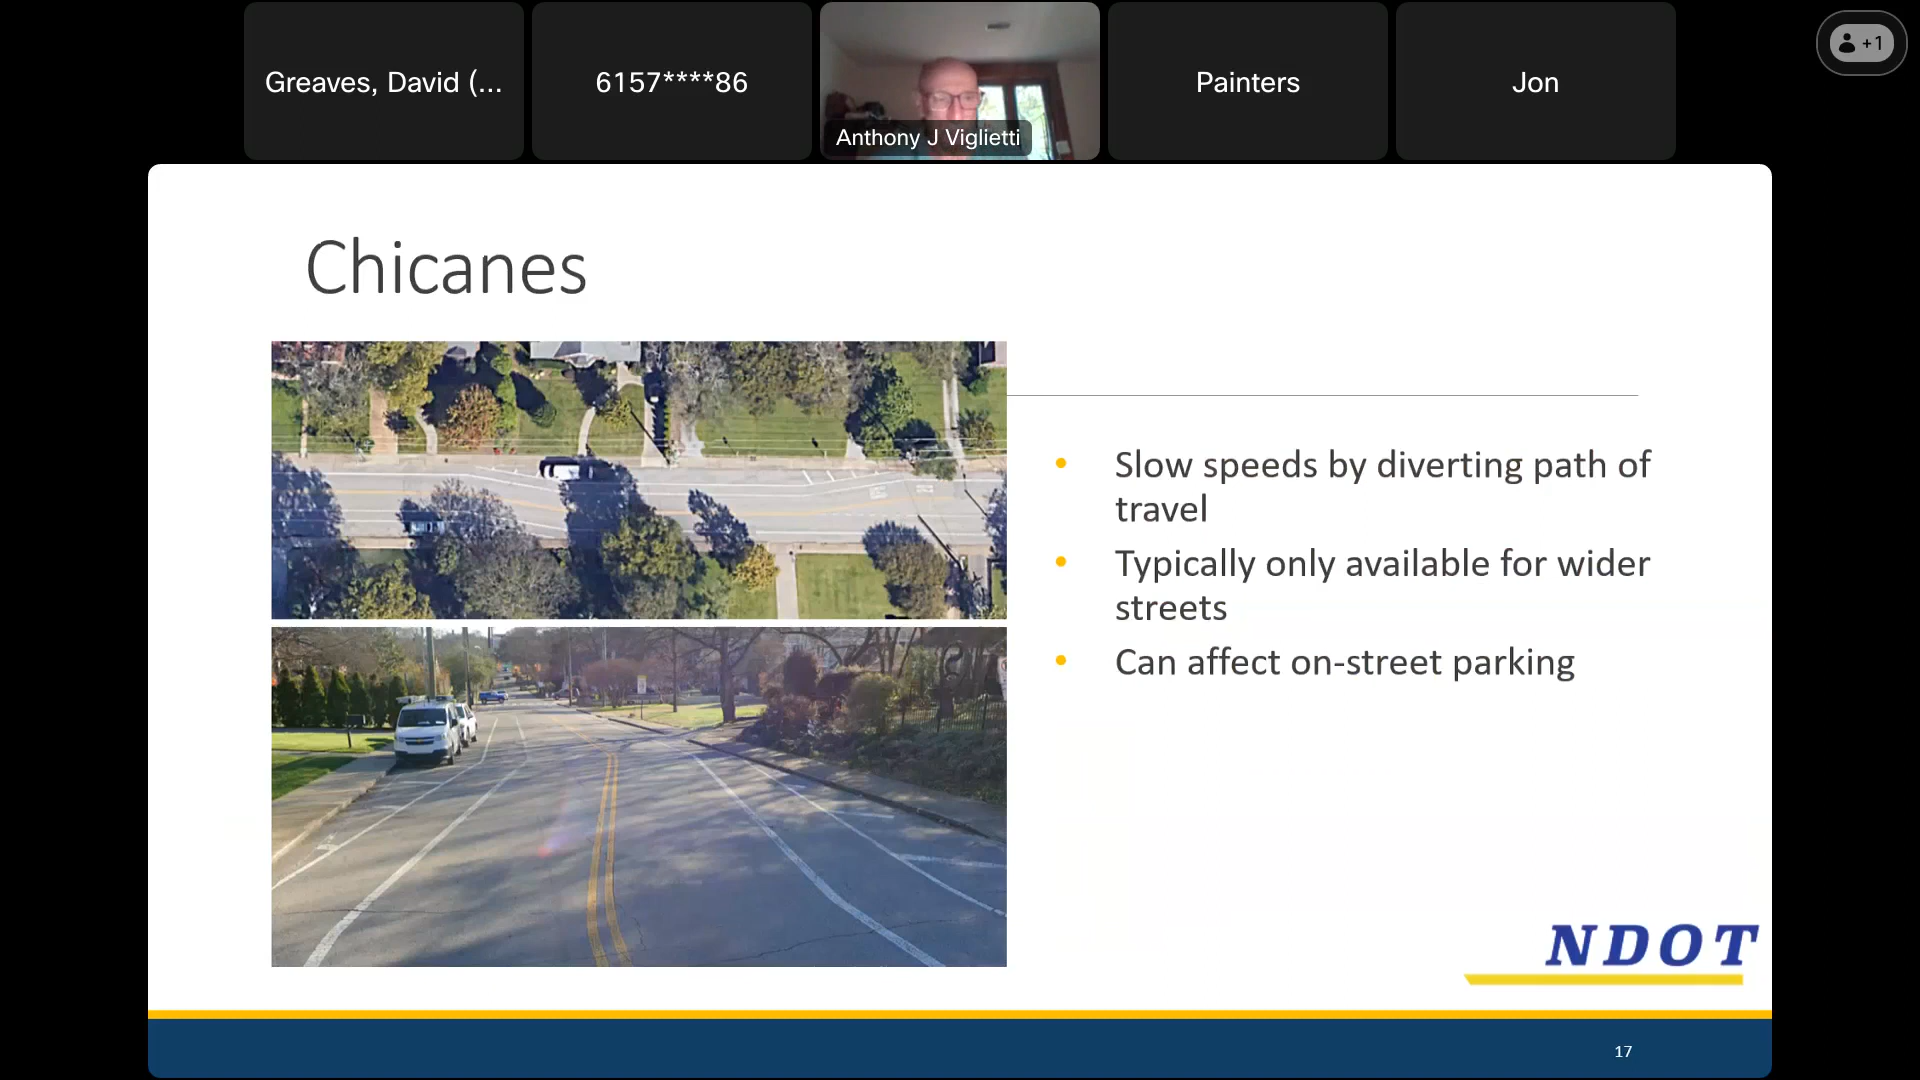 Greaves, David (...
6157****86
Anthony J Viglietti
Painters
Jon
+1
Chicanes
• Slow speeds by diverting path of
travel
• Typically only available for wider
streets
• Can affect on-street parking
NDOT
17